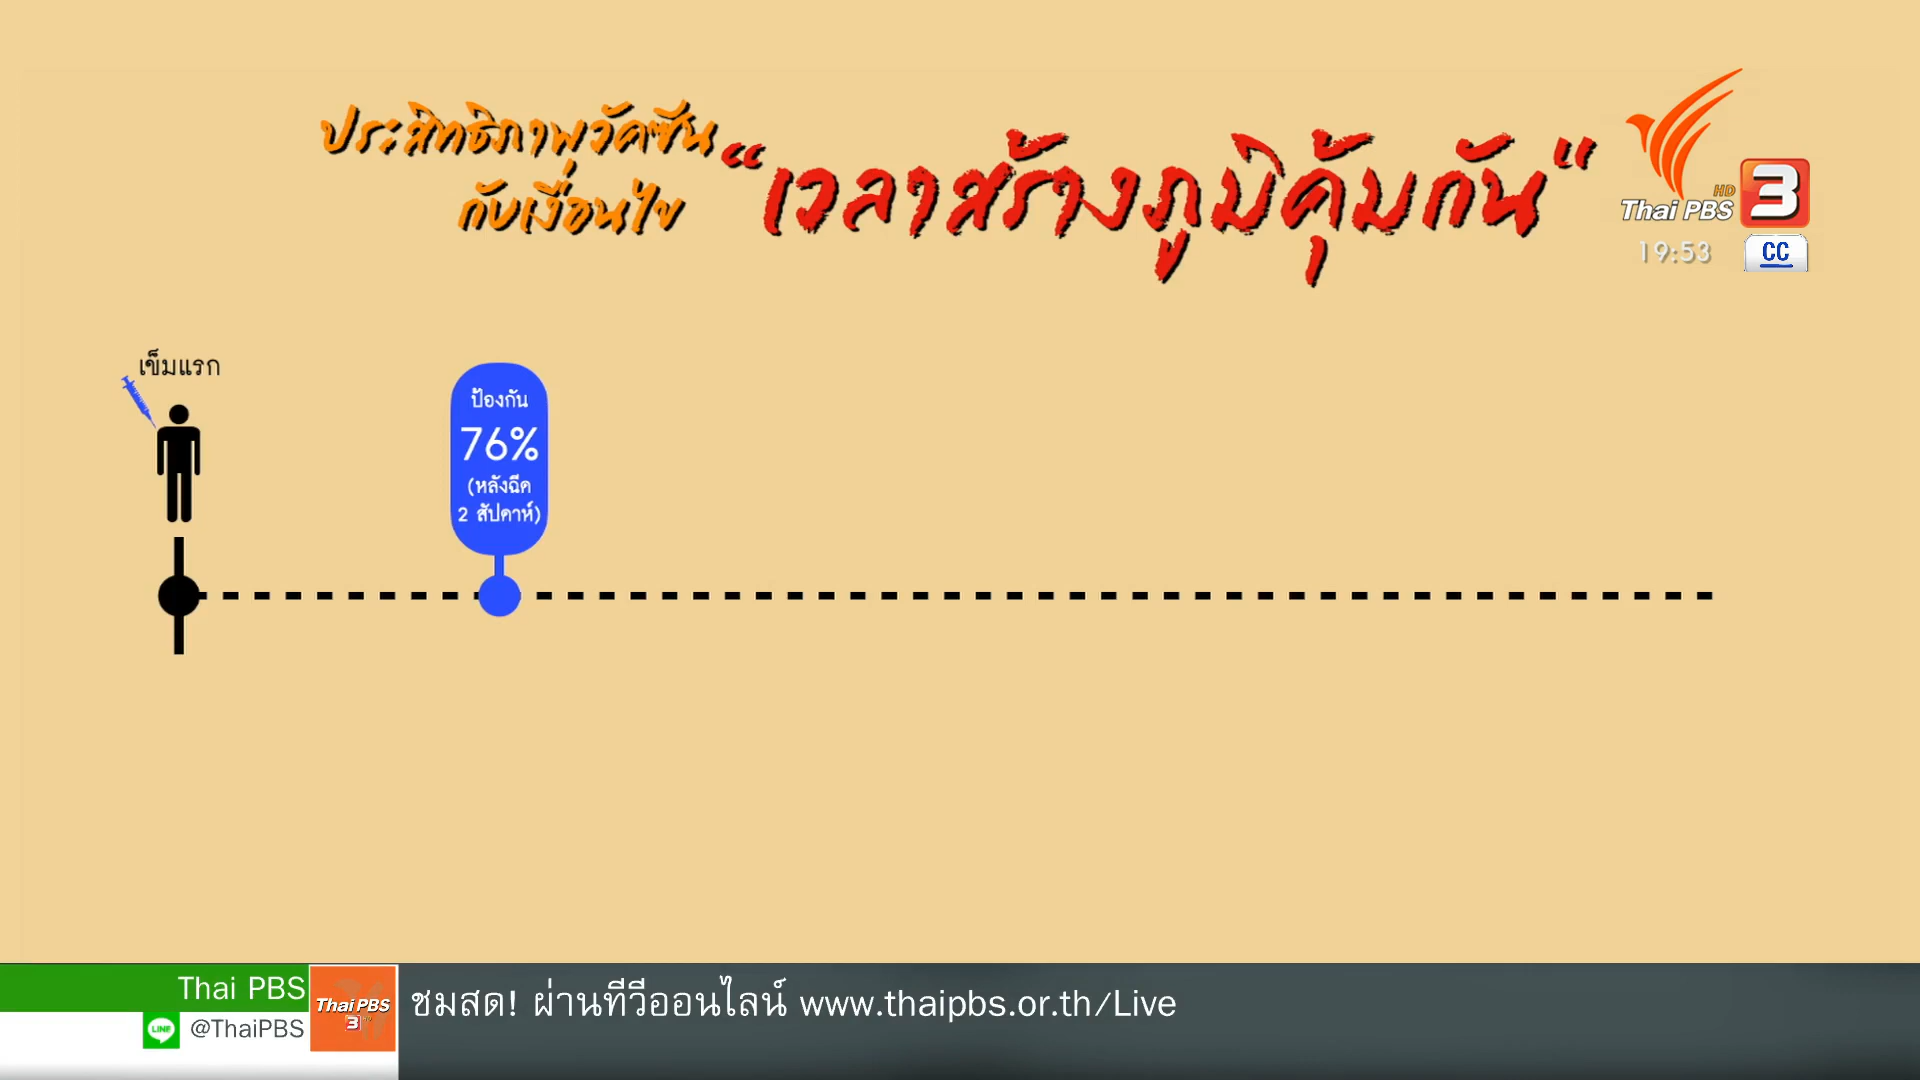 ประสิทธิภาพวัคซีน
กับเงื่อนไข
“เวลาสร้างภูมิคุ้มกัน”
HD
Thai PBS 3
19:53
CC
เข็มแรก
ป้องกัน
76%
(หลังฉีด
2 สัปดาห์)
Thai PBS
LINE @ThaiPBS
Thai PBS
3 HD
ชมสด! ผ่านทีวีออนไลน์ www.thaipbs.or.th/Live